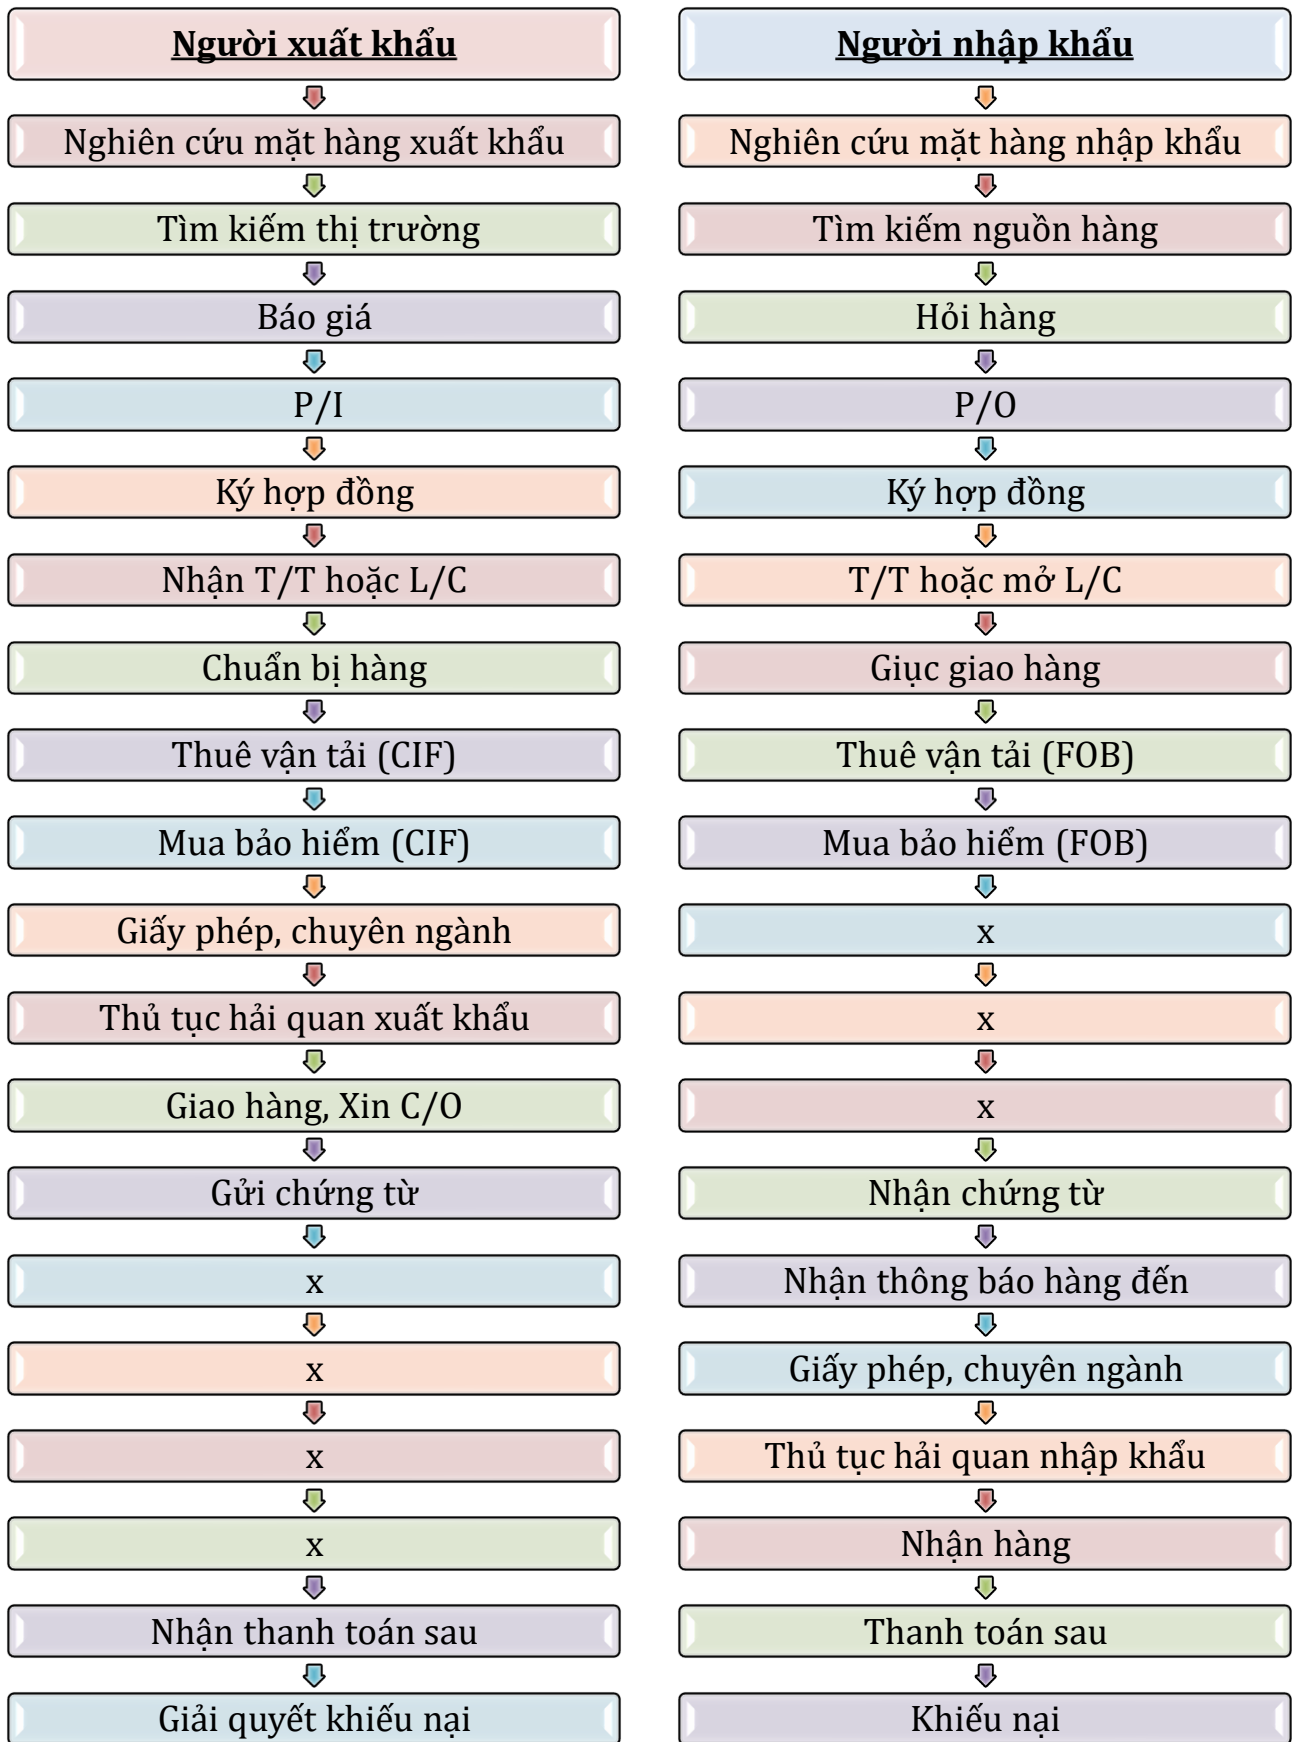 Người xuất khẩu
Nghiên cứu mặt hàng xuất khẩu
Tìm kiếm thị trường
Báo giá
P/I
Ký hợp đồng
Nhận T/T hoặc L/C
Chuẩn bị hàng
Thuê vận tải (CIF)
Mua bảo hiểm (CIF)
Giấy phép, chuyên ngành
Thủ tục hải quan xuất khẩu
Giao hàng, Xin C/O
Gửi chứng từ
x
x
x
x
Nhận thanh toán sau
Giải quyết khiếu nại
Người nhập khẩu
Nghiên cứu mặt hàng nhập khẩu
Tìm kiếm nguồn hàng
Hỏi hàng
P/O
Ký hợp đồng
T/T hoặc mở L/C
Giục giao hàng
Thuê vận tải (FOB)
Mua bảo hiểm (FOB)
x
x
x
Nhận chứng từ
Nhận thông báo hàng đến
Giấy phép, chuyên ngành
Thủ tục hải quan nhập khẩu
Nhận hàng
Thanh toán sau
Khiếu nại